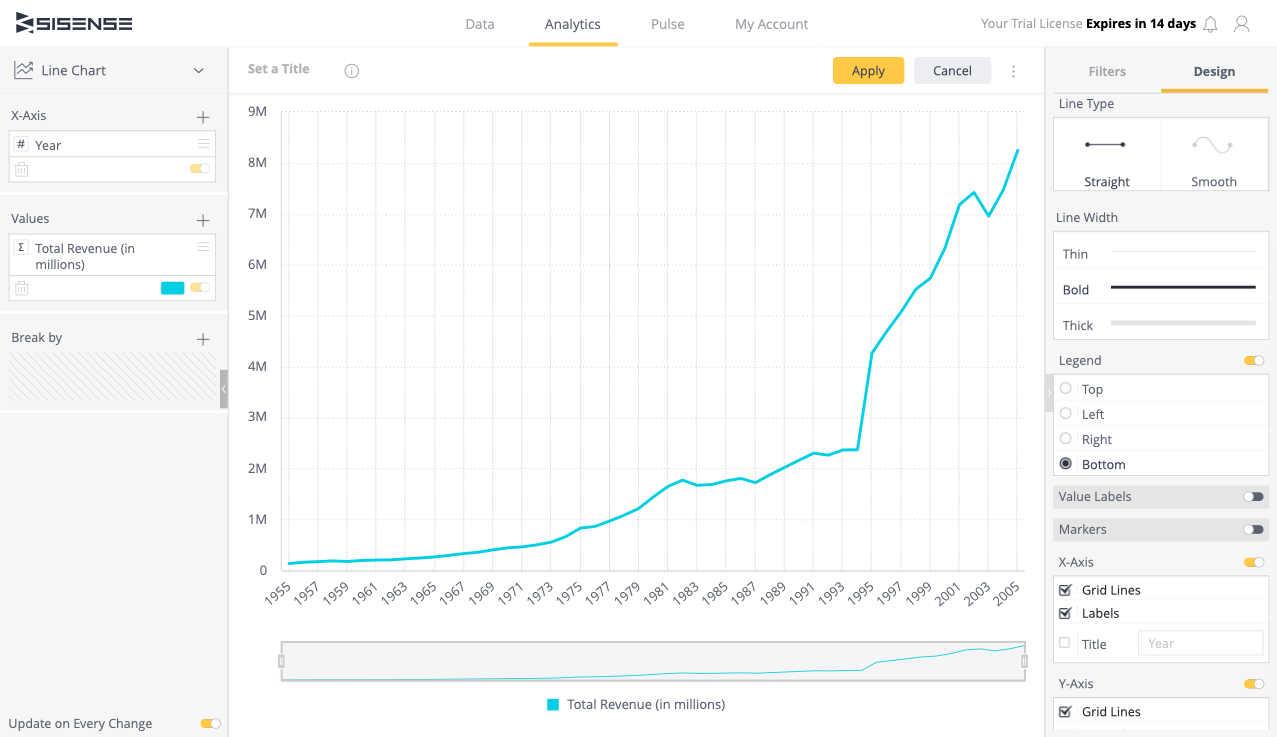 SISENSE
Data
Analytics
Pulse
My Account
Your Trial License Expires in 14 days
Line Chart
X-Axis
# Year
Values
Σ Total Revenue (in
millions)
Break by
Update on Every Change
Set a Title
Apply
Cancel
9M
8M
7M
6M
5M
4M
3M
2M
1M
0
1955 1957 1959 1961 1963 1965 1967 1969 1971 1973 1975 1977 1979 1981 1983 1985 1987 1989 1991 1993 1995 1997 1999 2001 2003 2005
Total Revenue (in millions)
Filters
Design
Line Type
Straight
Smooth
Line Width
Thin
Bold
Thick
Legend
Top
Left
Right
Bottom
Value Labels
Markers
X-Axis
Grid Lines
Labels
Title Year
Y-Axis
Grid Lines